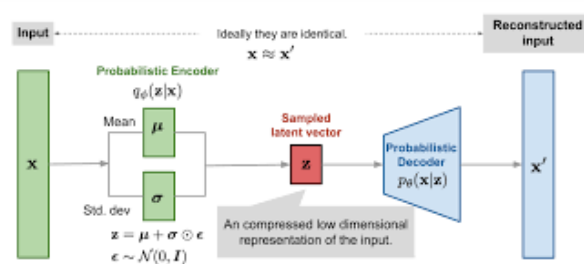 Input
Ideally they are identical.
x ≈ x′
Reconstructed
input
Probabilistic Encoder
qϕ(z|x)
Mean
μ
Sampled
latent vector
x
z
Probabilistic
Decoder
pθ(x|z)
x′
σ
Std. dev
z = μ + σ ⊙ ϵ
ϵ ∼ N(0, I)
An compressed low dimensional
representation of the input.